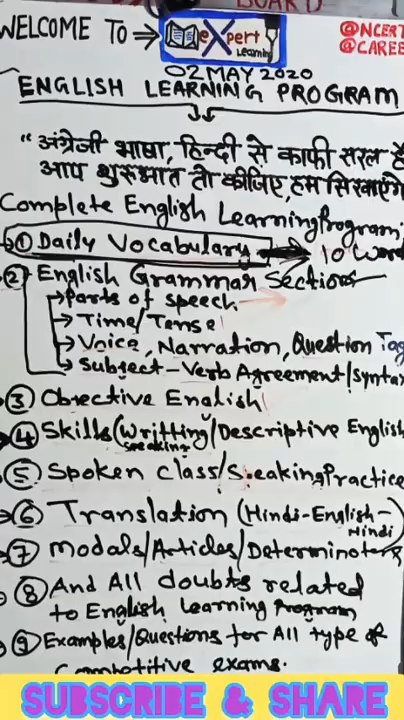 BOARD
WELCOME TO → eXpert Learning
@NCERT
@CAREE
02 MAY 2020
ENGLISH LEARNING PROGRAM
"अंग्रेजी भाषा, हिन्दी से काफी सरल है
आप शुरुआत तो कीजिए, हम सिखाएंगे
Complete English Learning Program,
① Daily Vocabulary → 10 Word
② English Grammar Sections
→ Parts of speech
→ Time/Tense
→ Voice, Narration, Question Tag
→ Subject-Verb Agreement/Syntax
③ Objective English
④ Skills (Writting/Descriptive English
speaking
⑤ Spoken class/Speaking Practice
⑥ Translation (Hindi-English-
Hindi)
⑦ Modals/Articles/Determinoters
⑧ And All doubts related
to English Learning Program,
⑨ Examples/Questions for All type of
Competitive exams.
SUBSCRIBE & SHARE